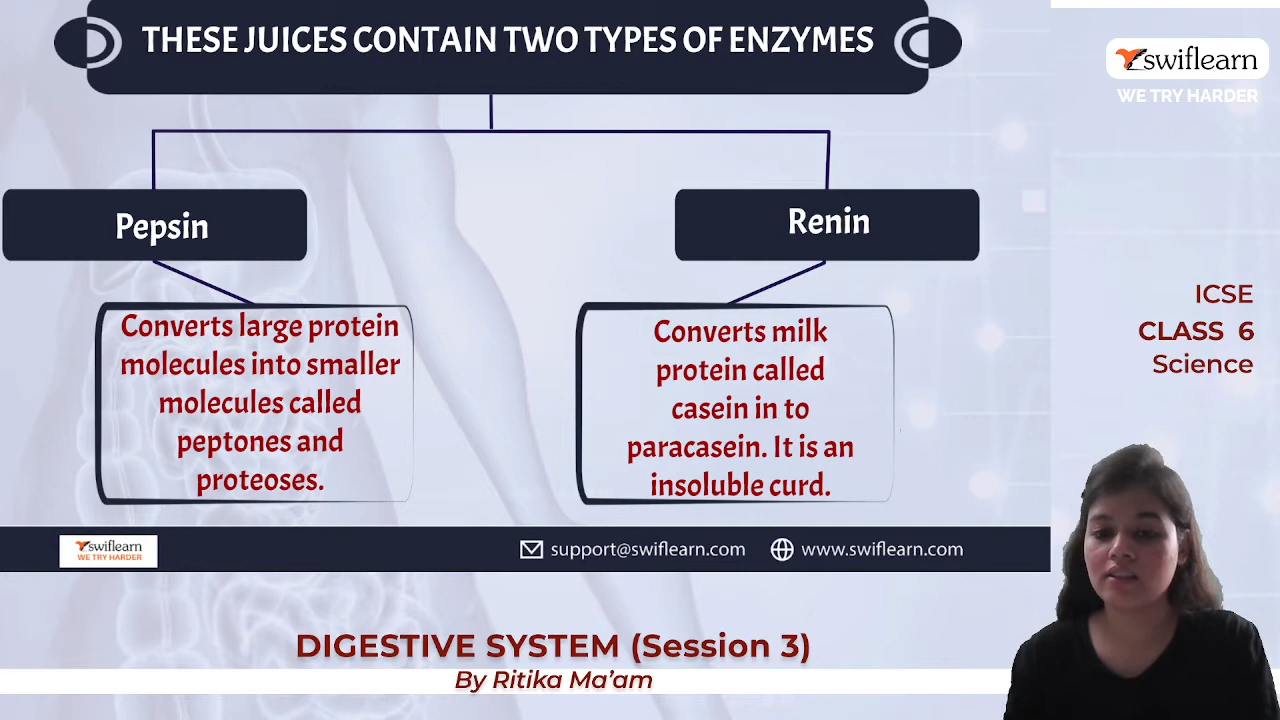 THESE JUICES CONTAIN TWO TYPES OF ENZYMES
swiflearn
WE TRY HARDER
Pepsin
Renin
Converts large protein
molecules into smaller
molecules called
peptones and
proteoses.
Converts milk
protein called
casein in to
paracasein. It is an
insoluble curd.
ICSE
CLASS 6
Science
swiflearn
WE TRY HARDER
support@swiflearn.com
www.swiflearn.com
DIGESTIVE SYSTEM (Session 3)
By Ritika Ma'am